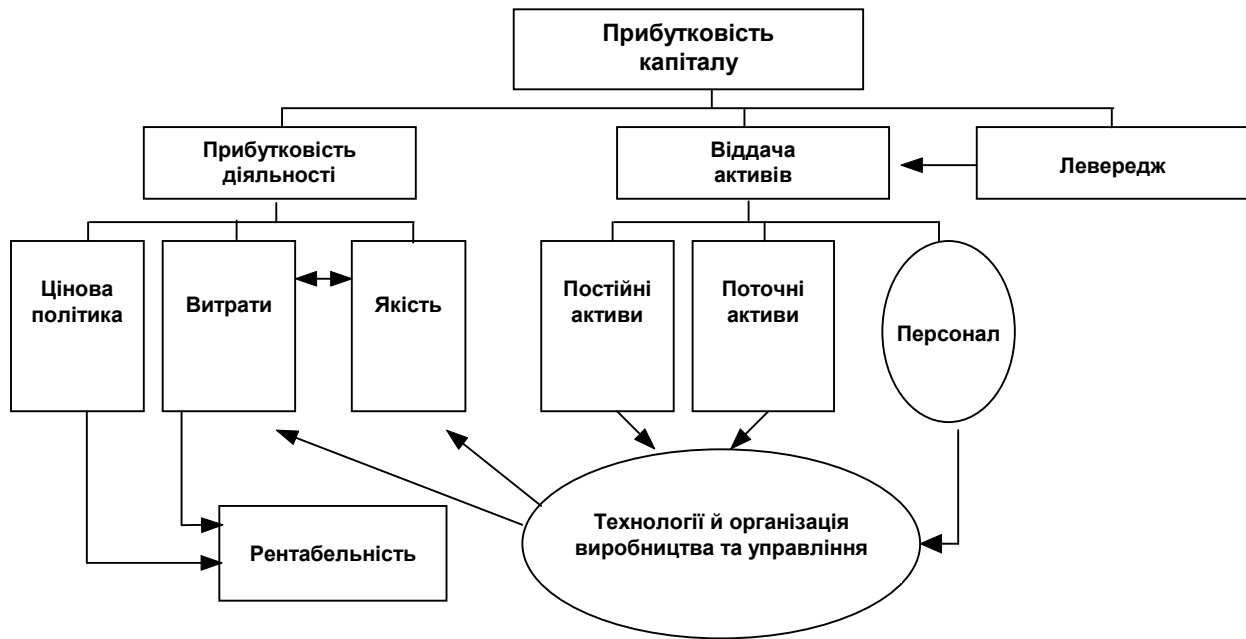 Прибутковість
капіталу
Прибутковість
діяльності
Віддача
активів
Левередж
Цінова
політика
Витрати
Якість
Постійні
активи
Поточні
активи
Персонал
Технології й організація
виробництва та управління
Рентабельність